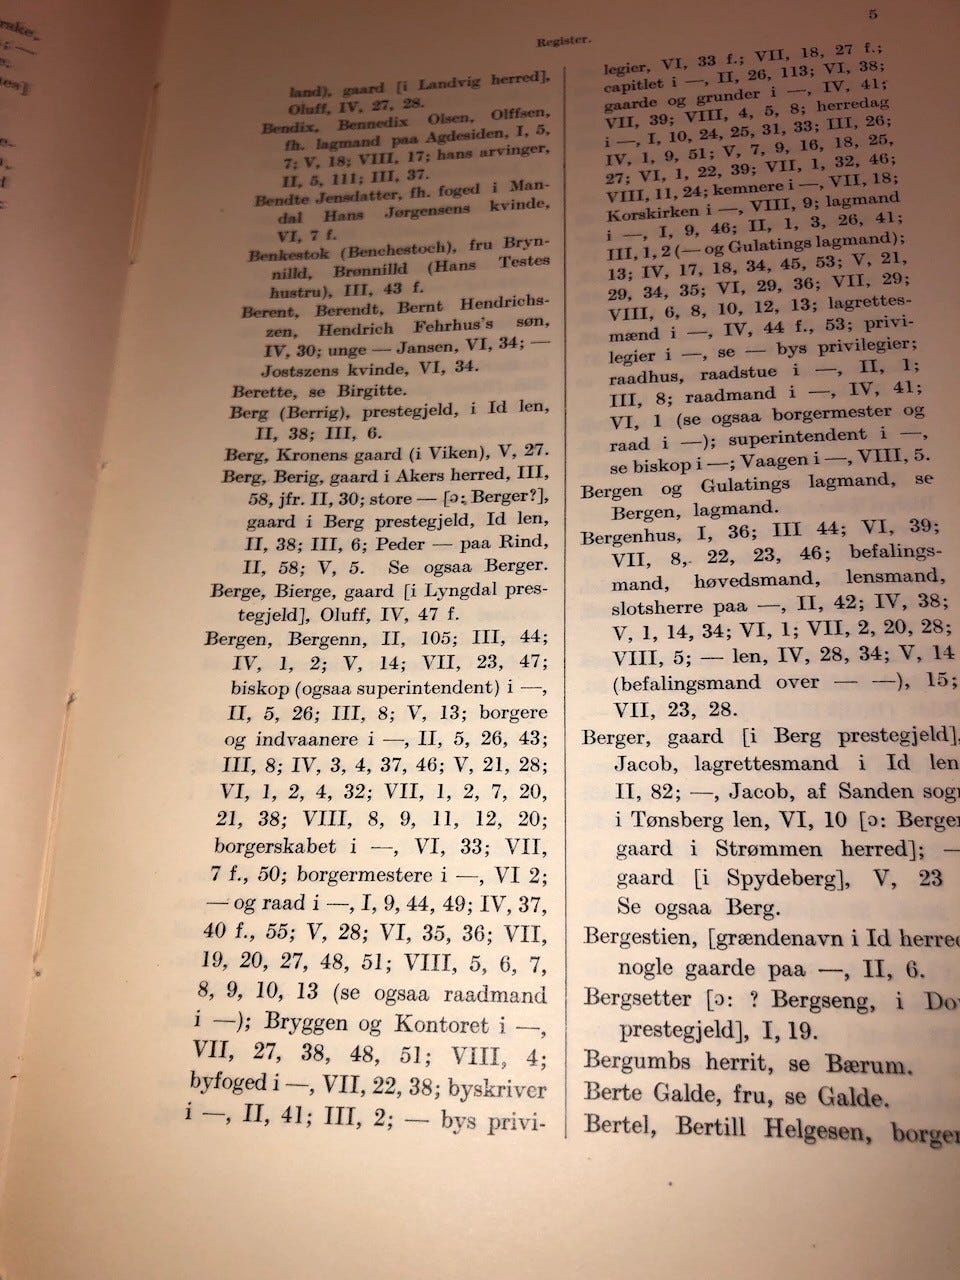 5
Register.
land), gaard [i Landvig herred],
Oluff, IV, 27, 28.
Bendix, Bennedix Olsen, Olffsen,
fh. lagmand paa Agdesiden, I, 5,
7; V, 18; VIII, 17; hans arvinger,
II, 5, 111; III, 37.
Bendte Jensdatter, fh. foged i Man-
dal Hans Jørgensens kvinde,
VI, 7 f.
Benkestok (Benchestoch), fru Bryn-
nilld, Brønnilld (Hans Testes
hustru), III, 43 f.
Berent, Berendt, Bernt Hendrichs-
zen, Hendrich Fehrhus's søn,
IV, 30; unge — Jansen, VI, 34; —
Jostszens kvinde, VI, 34.
Berette, se Birgitte.
Berg (Berrig), prestegjeld, i Id len,
II, 38; III, 6.
Berg, Kronens gaard (i Viken), V, 27.
Berg, Berig, gaard i Akers herred, III,
58, jfr. II, 30; store — [ɔ: Berger?],
gaard i Berg prestegjeld, Id len,
II, 38; III, 6; Peder — paa Rind,
II, 58; V, 5. Se ogsaa Berger.
Berge, Bierge, gaard [i Lyngdal pres-
tegjeld], Oluff, IV, 47 f.
Bergen, Bergenn, II, 105; III, 44;
IV, 1, 2; V, 14; VII, 23, 47;
biskop (ogsaa superintendent) i —,
II, 5, 26; III, 8; V, 13; borgere
og indvaanere i —, II, 5, 26, 43;
III, 8; IV, 3, 4, 37, 46; V, 21, 28;
VI, 1, 2, 4, 32; VII, 1, 2, 7, 20,
21, 38; VIII, 8, 9, 11, 12, 20;
borgerskabet i —, VI, 33; VII,
7 f., 50; borgermestere i —, VI 2;
— og raad i —, I, 9, 44, 49; IV, 37,
40 f., 55; V, 28; VI, 35, 36; VII,
19, 20, 27, 48, 51; VIII, 5, 6, 7,
8, 9, 10, 13 (se ogsaa raadmand
i —); Bryggen og Kontoret i —,
VII, 27, 38, 48, 51; VIII, 4;
byfoged i —, VII, 22, 38; byskriver
i —, II, 41; III, 2; — bys privi-
legier, VI, 33 f.; VII, 18, 27 f.;
capitlet i —, II, 26, 113; VI, 38;
gaarde og grunder i —, IV, 41;
VII, 39; VIII, 4, 5, 8; herredag
i —, I, 10, 24, 25, 31, 33; III, 26;
IV, 1, 9, 51; V, 7, 9, 16, 18, 25,
27; VI, 1, 22, 39; VII, 1, 32, 46;
VIII, 11, 24; kemnere i —, VII, 18;
Korskirken i —, VIII, 9; lagmand
i —, I, 9, 46; II, 1, 3, 26, 41;
III, 1, 2 (— og Gulatings lagmand);
13; IV, 17, 18, 34, 45, 53; V, 21,
29, 34, 35; VI, 29, 36; VII, 29;
VIII, 6, 8, 10, 12, 13; lagrettes-
mænd i —, IV, 44 f., 53; privi-
legier i —, se — bys privilegier;
raadhus, raadstue i —, II, 1;
III, 8; raadmand i —, IV, 41;
VI, 1 (se ogsaa borgermester og
raad i —); superintendent i —,
se biskop i —; Vaagen i —, VIII, 5.
Bergen og Gulatings lagmand, se
Bergen, lagmand.
Bergenhus, I, 36; III 44; VI, 39;
VII, 8, 22, 23, 46; befalings-
mand, høvedsmand, lensmand,
slotsherre paa —, II, 42; IV, 38;
V, 1, 14, 34; VI, 1; VII, 2, 20, 28;
VIII, 5; — len, IV, 28, 34; V, 14
(befalingsmand over — —), 15;
VII, 23, 28.
Berger, gaard [i Berg prestegjeld],
Jacob, lagrettesmand i Id len
II, 82; —, Jacob, af Sanden sogn
i Tønsberg len, VI, 10 [ɔ: Berger
gaard i Strømmen herred]; —
gaard [i Spydeberg], V, 23
Se ogsaa Berg.
Bergestien, [grændenavn i Id herred
nogle gaarde paa —, II, 6.
Bergsetter [ɔ: ? Bergseng, i Do
prestegjeld], I, 19.
Bergumbs herrit, se Bærum.
Berte Galde, fru, se Galde.
Bertel, Bertill Helgesen, borger